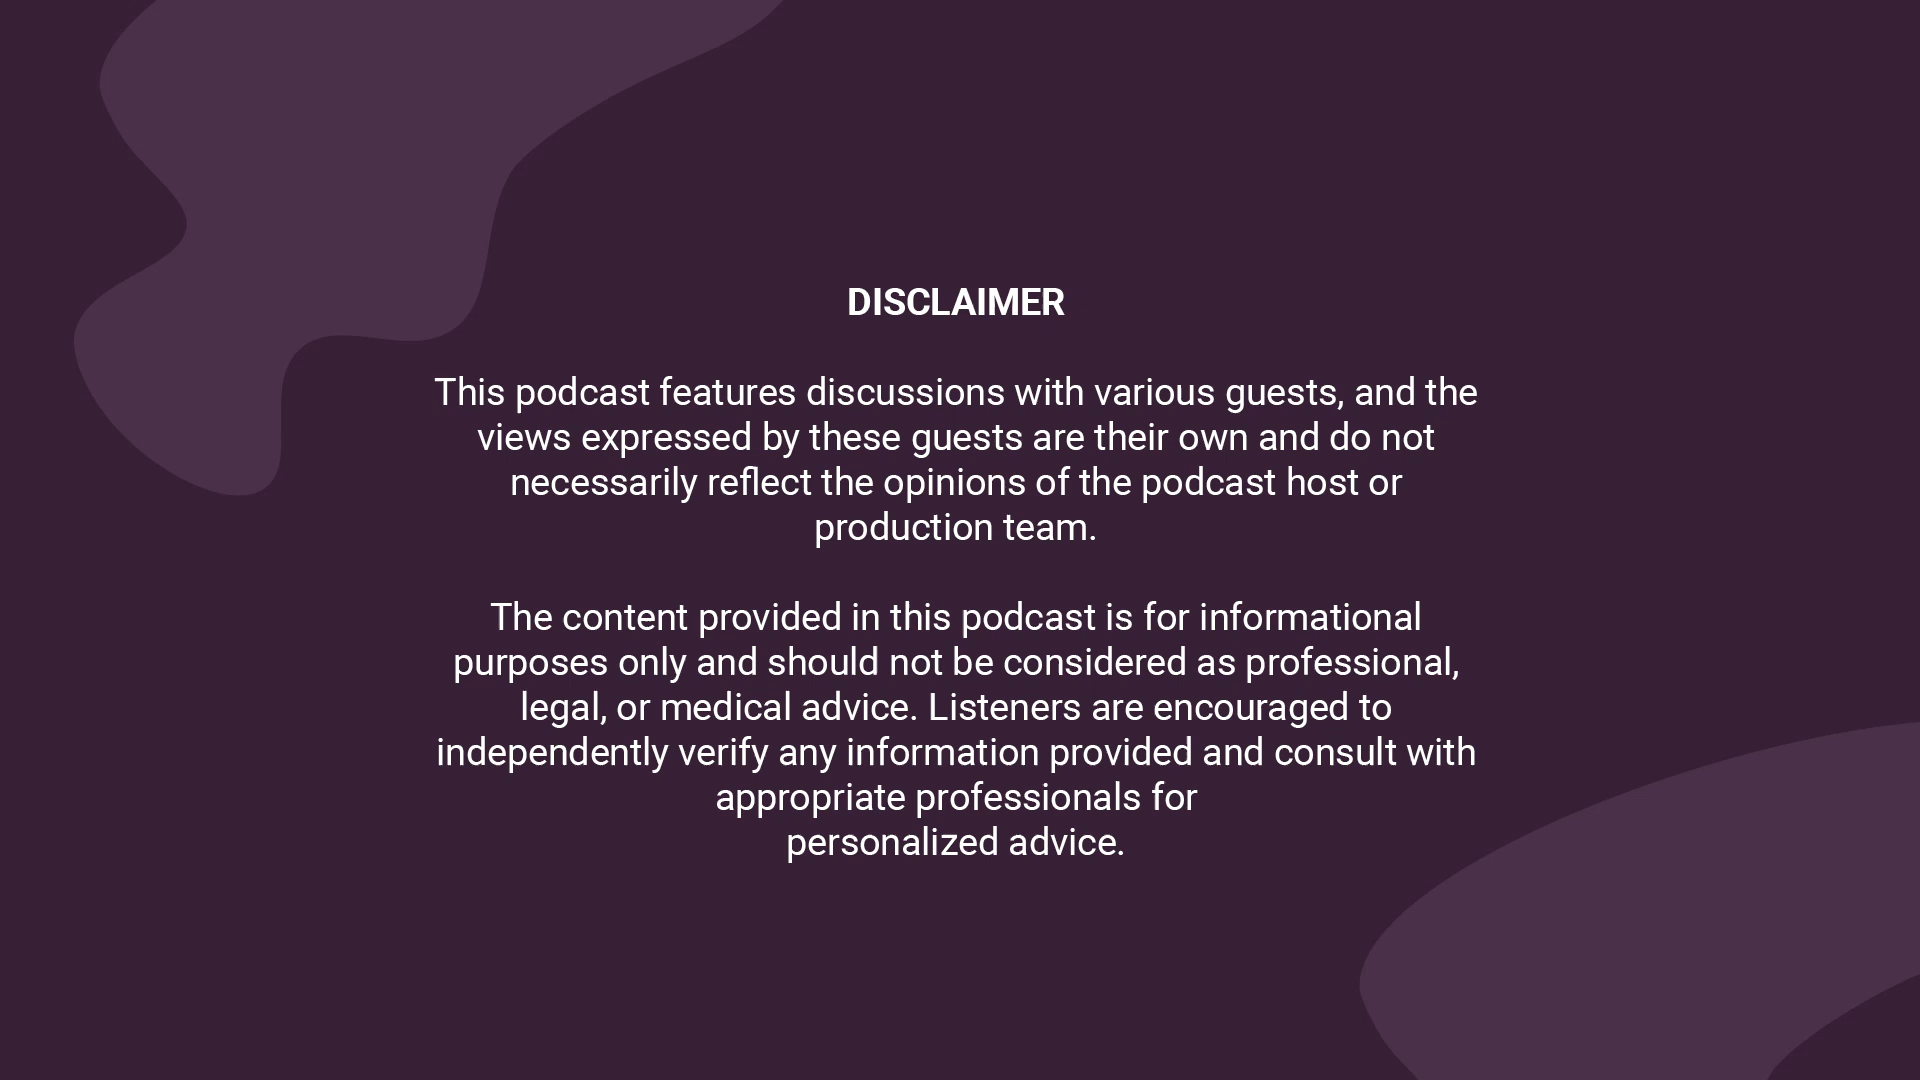 DISCLAIMER
This podcast features discussions with various guests, and the
views expressed by these guests are their own and do not
necessarily reflect the opinions of the podcast host or
production team.
The content provided in this podcast is for informational
purposes only and should not be considered as professional,
legal, or medical advice. Listeners are encouraged to
independently verify any information provided and consult with
appropriate professionals for
personalized advice.